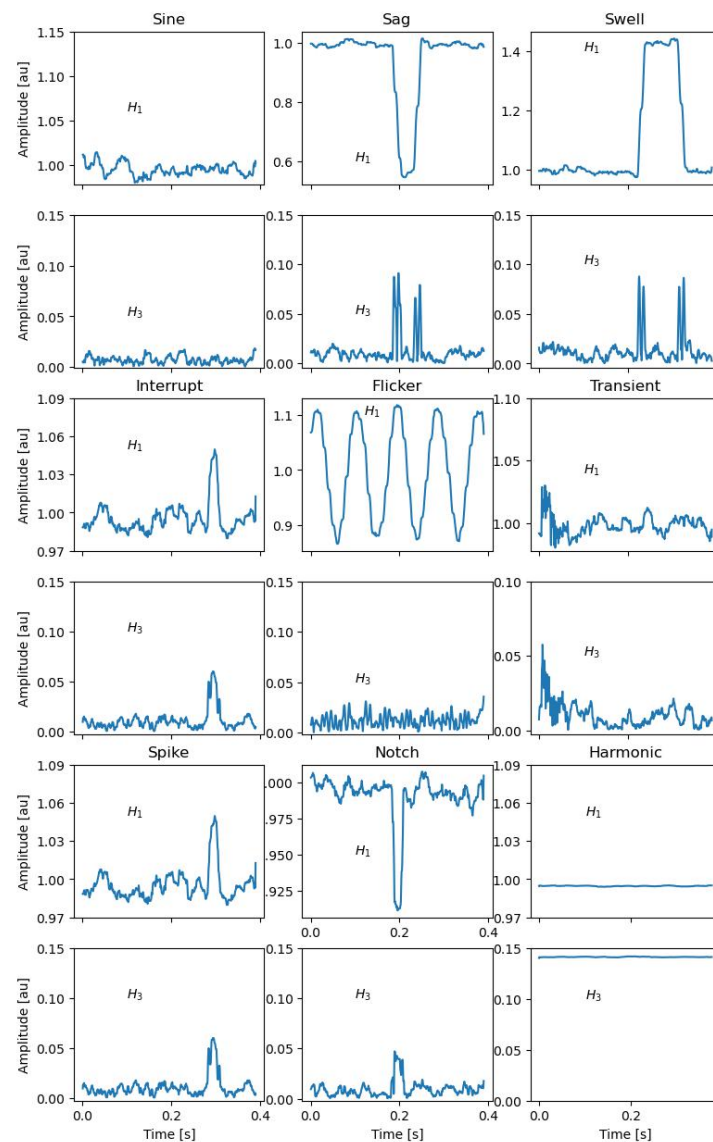 Sine Sag Swell
1.15
1.10
1.05
1.00
Amplitude [au]
H1
1.0
0.8
0.6
H1
1.4
1.2
1.0
H1
0.15
0.10
0.05
0.00
Amplitude [au]
H3
0.15
0.10
0.05
0.00
H3
0.15
0.10
0.05
0.00
H3
Interrupt Flicker Transient
1.09
1.06
1.03
1.00
0.97
Amplitude [au]
H1
1.1
1.0
0.9
H1
1.10
1.05
1.00
H1
0.15
0.10
0.05
0.00
Amplitude [au]
H3
0.15
0.10
0.05
0.00
H3
0.10
0.05
0.00
H3
Spike Notch Harmonic
1.09
1.06
1.03
1.00
0.97
Amplitude [au]
H1
.000
.975
.950
.925
H1
0.0 0.2 0.4
1.09
1.06
1.03
1.00
0.97
H1
0.15
0.10
0.05
0.00
Amplitude [au]
H3
0.0 0.2 0.4
Time [s]
0.15
0.10
0.05
0.00
H3
0.0 0.2 0.4
Time [s]
0.15
0.10
0.05
0.00
H3
0.0 0.2
Time [s]